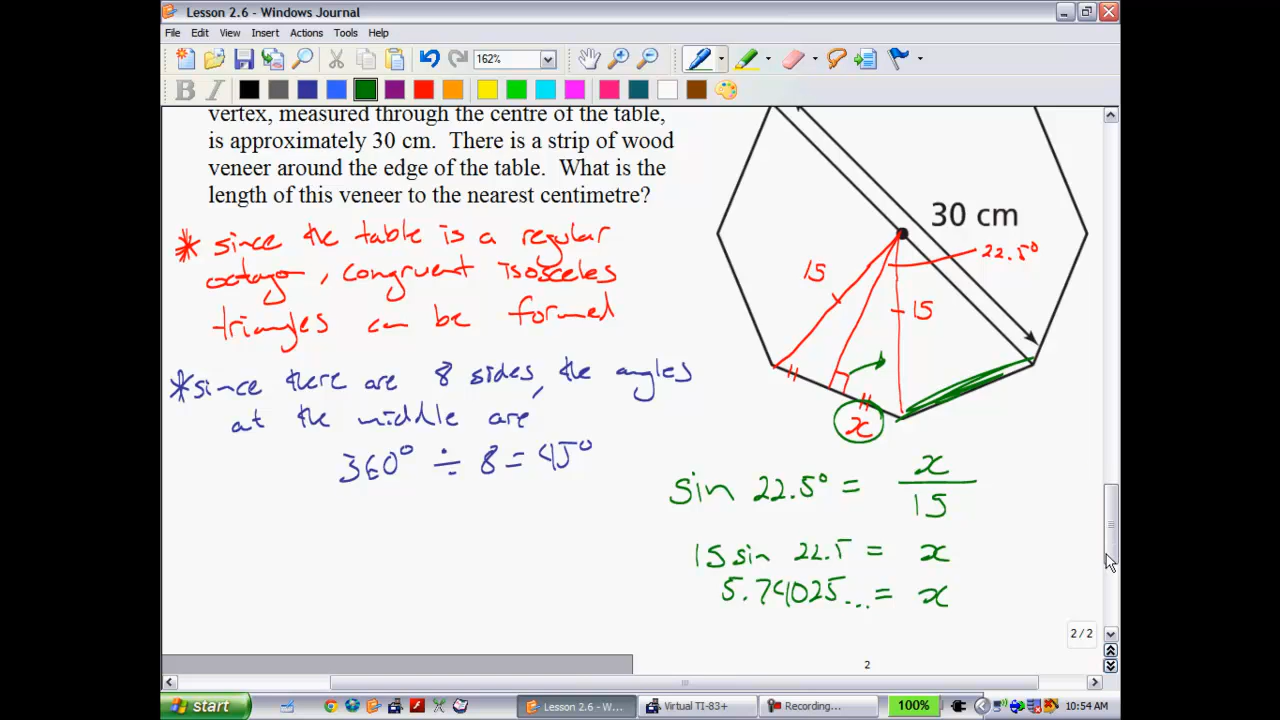 Lesson 2.6 - Windows Journal
File Edit View Insert Actions Tools Help
162%
B I
vertex, measured through the centre of the table,
is approximately 30 cm. There is a strip of wood
veneer around the edge of the table. What is the
length of this veneer to the nearest centimetre?
* since the table is a regular
octagon, congruent isosceles
triangles can be formed
* since there are 8 sides, the angles
at the middle are
360° ÷ 8 = 45°
30 cm
22.5°
15
15
x
sin 22.5° = x
15
15 sin 22.5 = x
5.74025... = x
2 / 2
2
start
Lesson 2.6 - W...
Virtual TI-83+
Recording...
100%
10:54 AM